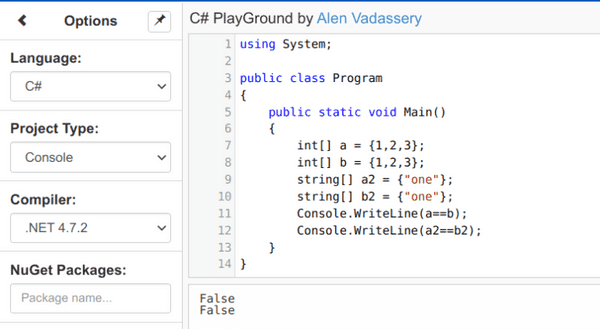 Options
Language:
C#
Project Type:
Console
Compiler:
.NET 4.7.2
NuGet Packages:
Package name...
C# PlayGround by Alen Vadassery
1 using System;
2
3 public class Program
4 {
5     public static void Main()
6     {
7         int[] a = {1,2,3};
8         int[] b = {1,2,3};
9         string[] a2 = {"one"};
10         string[] b2 = {"one"};
11         Console.WriteLine(a==b);
12         Console.WriteLine(a2==b2);
13     }
14 }
False
False